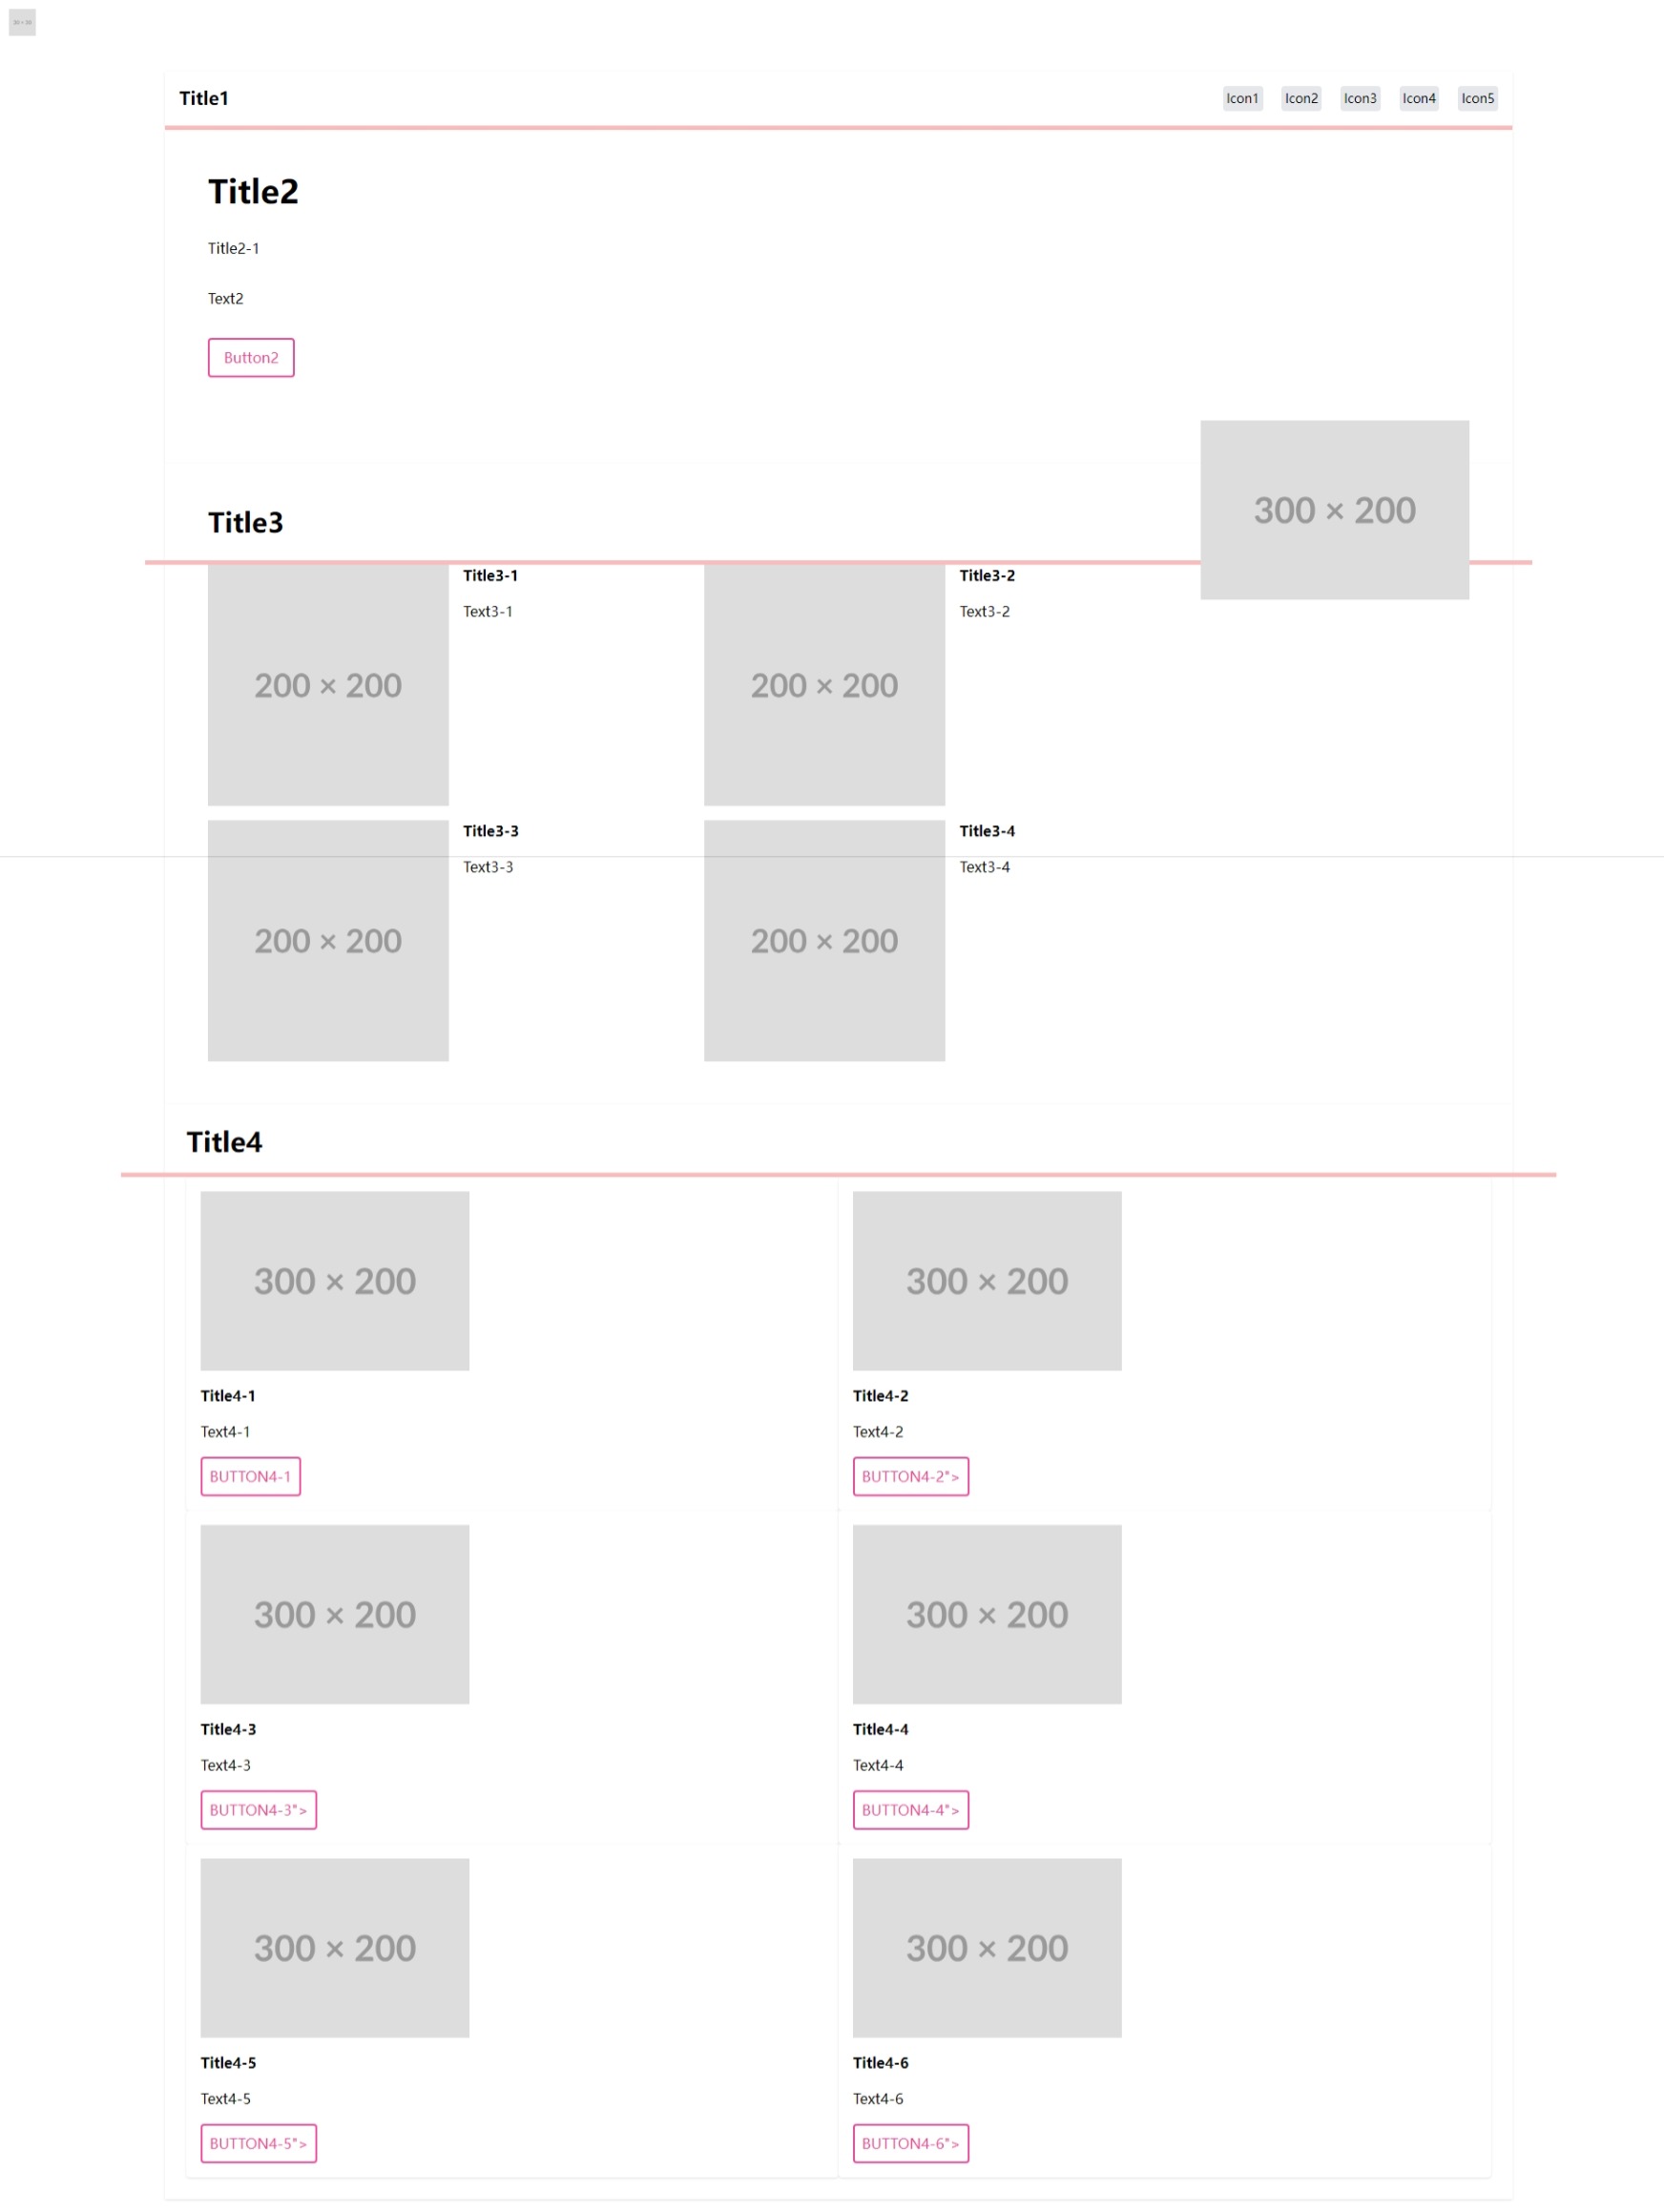 Title1
Icon1 Icon2 Icon3 Icon4 Icon5
Title2
Title2-1
Text2
Button2
300 × 200
Title3
200 × 200
Title3-1
Text3-1
200 × 200
Title3-2
Text3-2
200 × 200
Title3-3
Text3-3
200 × 200
Title3-4
Text3-4
Title4
300 × 200
Title4-1
Text4-1
BUTTON4-1
300 × 200
Title4-2
Text4-2
BUTTON4-2">
300 × 200
Title4-3
Text4-3
BUTTON4-3">
300 × 200
Title4-4
Text4-4
BUTTON4-4">
300 × 200
Title4-5
Text4-5
BUTTON4-5">
300 × 200
Title4-6
Text4-6
BUTTON4-6">